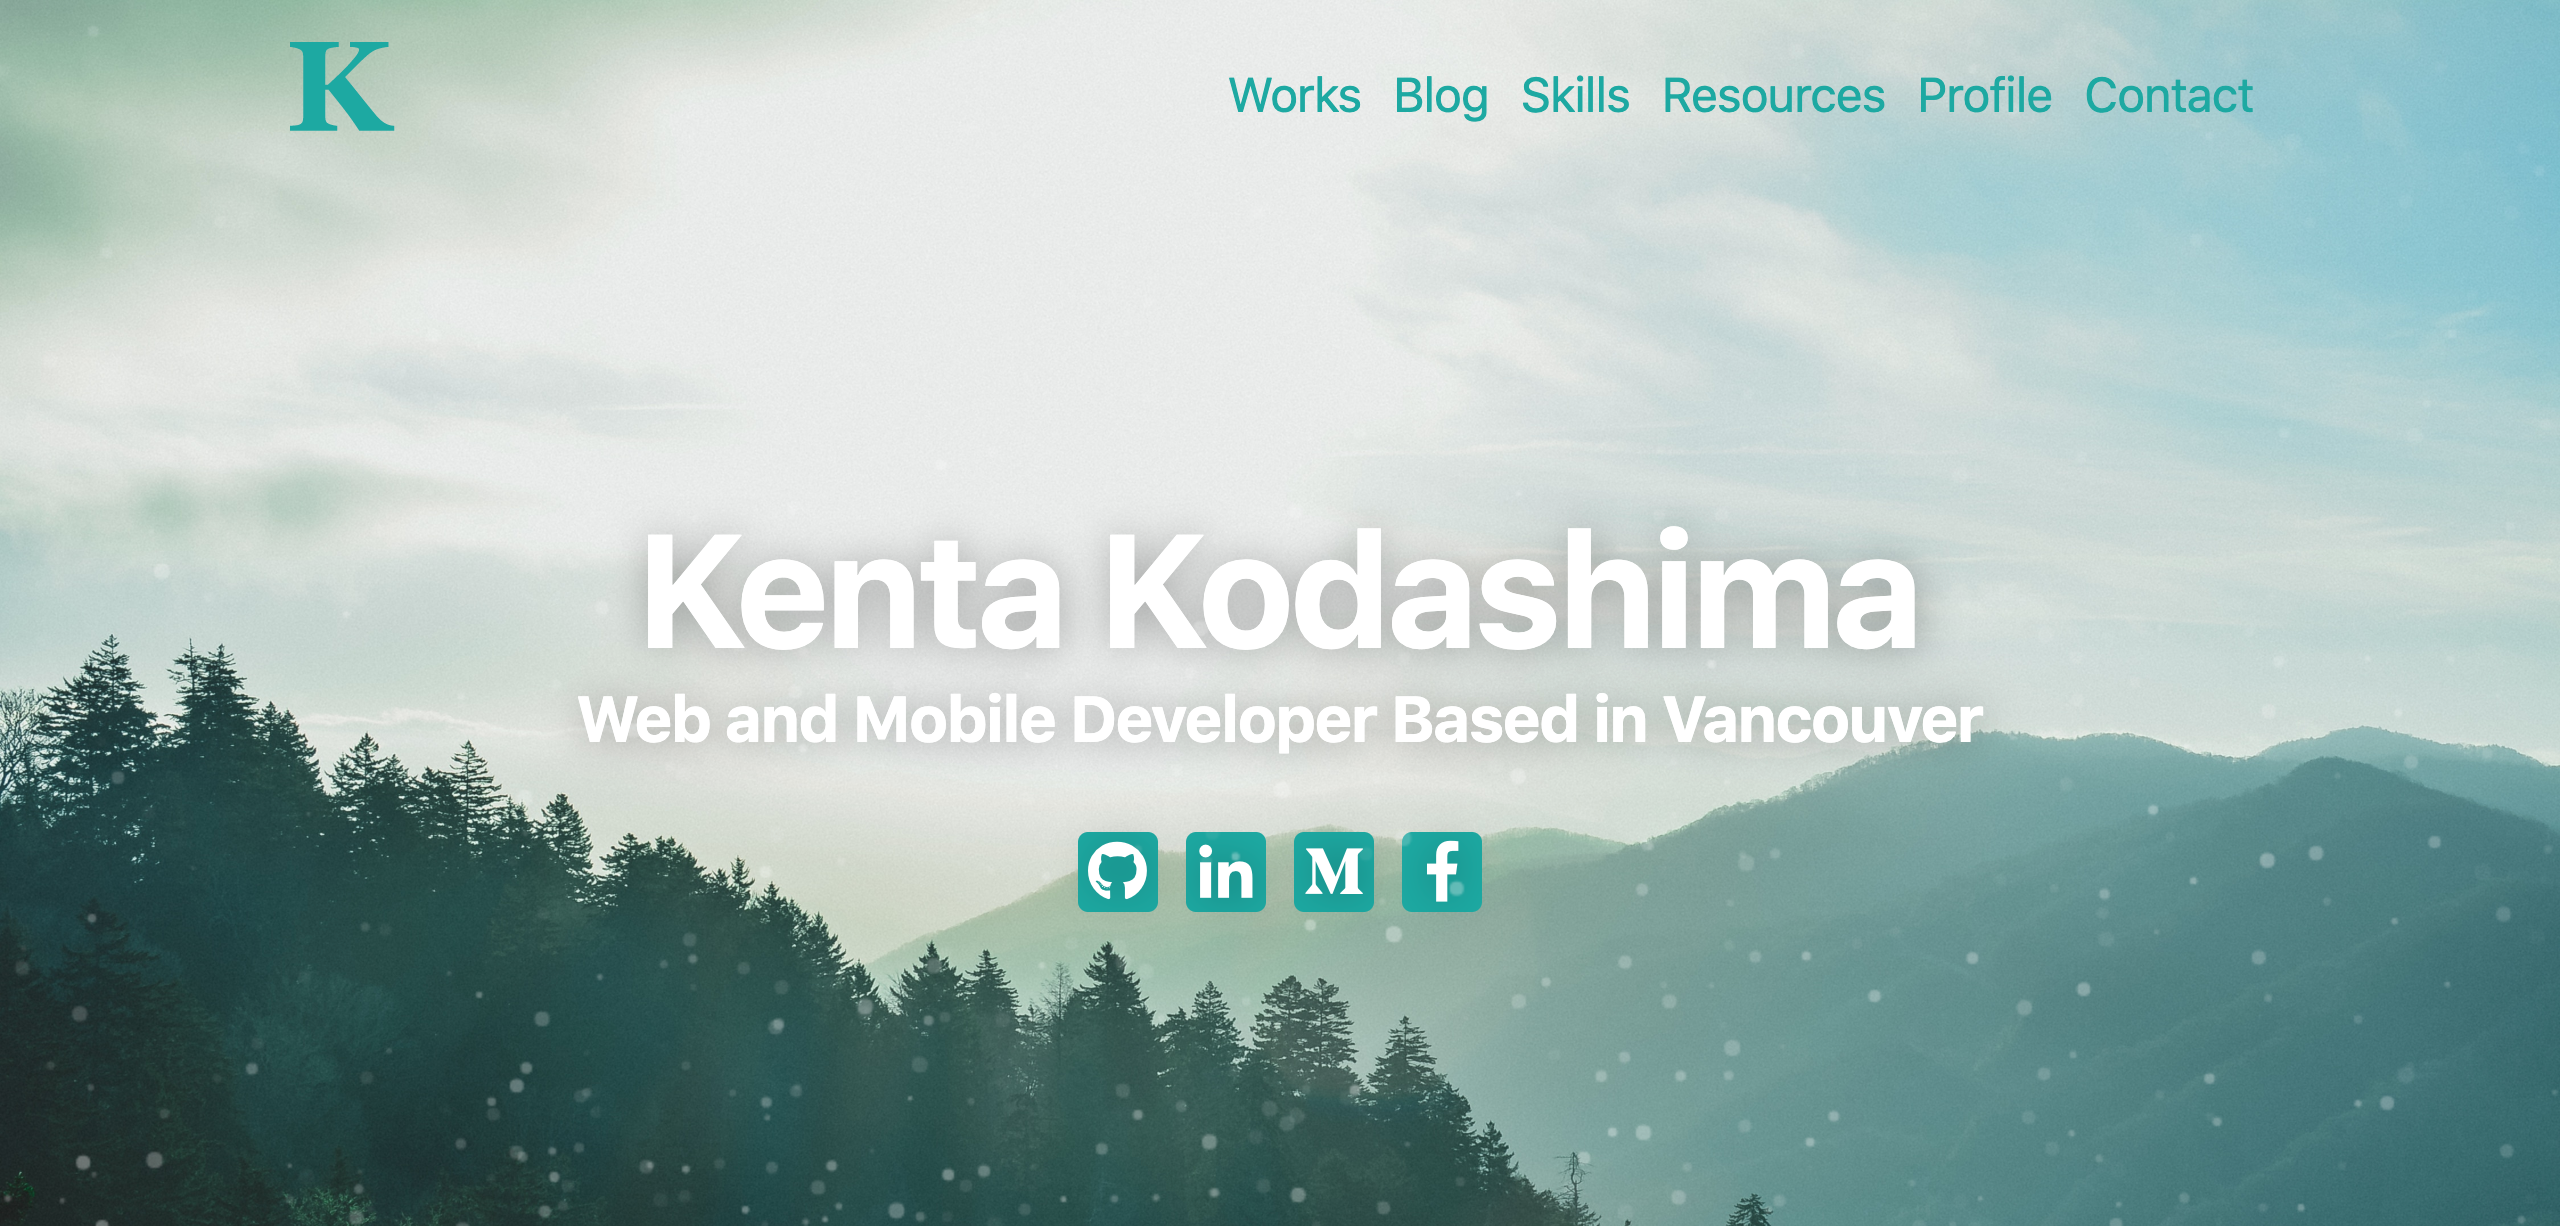 K
Works Blog Skills Resources Profile Contact
Kenta Kodashima
Web and Mobile Developer Based in Vancouver
in M f